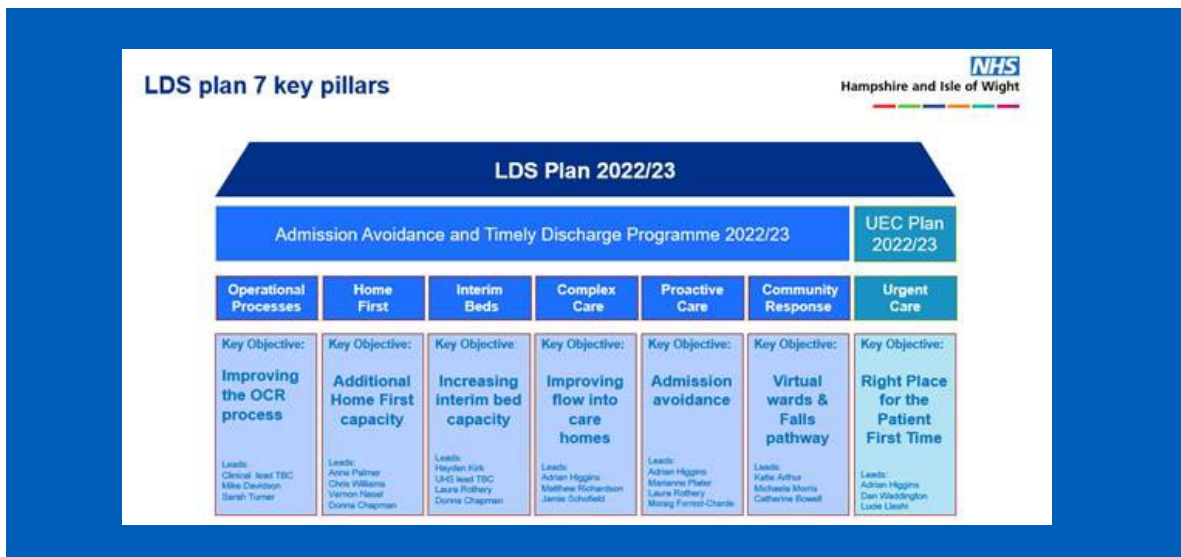 LDS plan 7 key pillars
NHS
Hampshire and Isle of Wight
LDS Plan 2022/23
Admission Avoidance and Timely Discharge Programme 2022/23
UEC Plan
2022/23
Operational
Processes
Home
First
Interim
Beds
Complex
Care
Proactive
Care
Community
Response
Urgent
Care
Key Objective:
Improving
the OCR
process
Leads:
Clinical lead TBC
Mike Davidson
Sarah Turner
Key Objective:
Additional
Home First
capacity
Leads:
Anne Palmer
Chris Williams
Vernon Nasel
Donna Chapman
Key Objective
Increasing
interim bed
capacity
Leads:
Hayden Kirk
UHS lead TBC
Laura Rothery
Donna Chapman
Key Objective:
Improving
flow into
care
homes
Leads:
Adrian Higgins
Matthew Richardson
Jamie Schofield
Key Objective:
Admission
avoidance
Leads:
Adrian Higgins
Marianne Plater
Laura Rothery
Moraig Forrest-Charde
Key Objective:
Virtual
wards &
Falls
pathway
Leads:
Katie Arthur
Michaela Morris
Catherine Bowell
Key Objective:
Right Place
for the
Patient
First Time
Leads:
Adrian Higgins
Dan Waddington
Lucie Lleshi